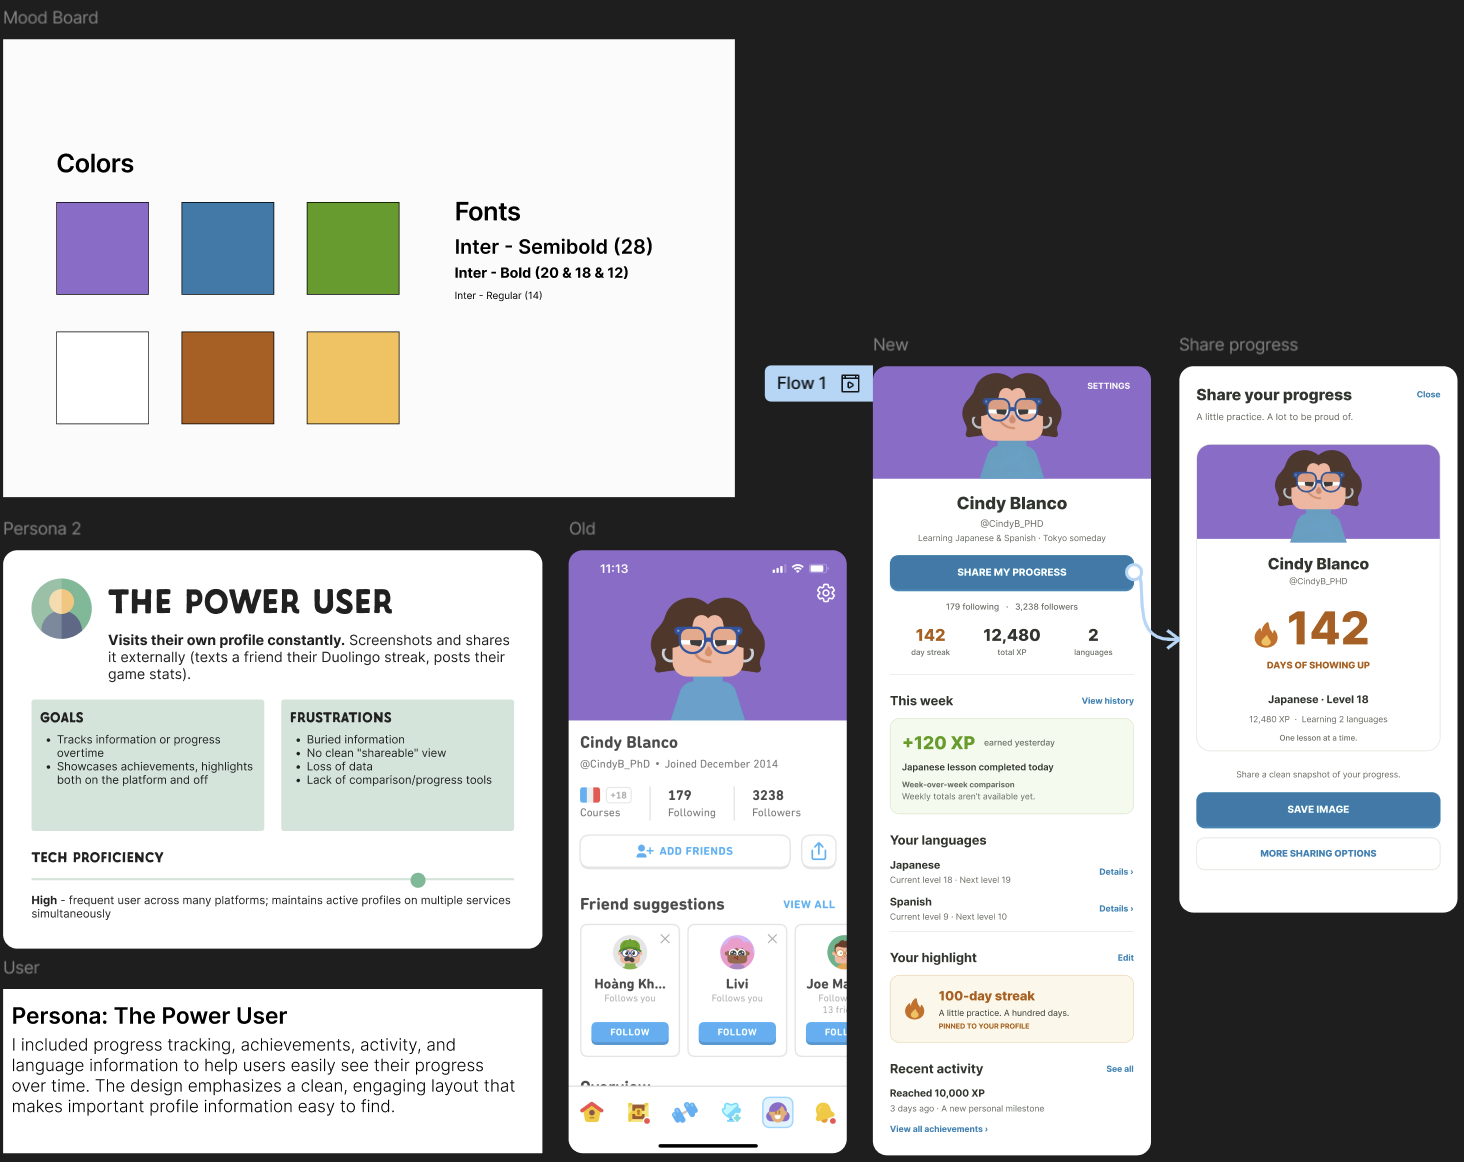 Mood Board
Colors
Fonts
Inter - Semibold (28)
Inter - Bold (20 & 18 & 12)
Inter - Regular (14)
Persona 2
THE POWER USER
Visits their own profile constantly. Screenshots and shares
it externally (texts a friend their Duolingo streak, posts their
game stats).
GOALS
• Tracks information or progress
overtime
• Showcases achievements, highlights
both on the platform and off
FRUSTRATIONS
• Buried information
• No clean "shareable" view
• Loss of data
• Lack of comparison/progress tools
TECH PROFICIENCY
High - frequent user across many platforms; maintains active profiles on multiple services
simultaneously
User
Persona: The Power User
I included progress tracking, achievements, activity, and
language information to help users easily see their progress
over time. The design emphasizes a clean, engaging layout that
makes important profile information easy to find.
Old
11:13
Cindy Blanco
@CindyB_PhD • Joined December 2014
+18
Courses
179
Following
3238
Followers
ADD FRIENDS
Friend suggestions
VIEW ALL
Hoàng Kh...
Follows you
FOLLOW
Livi
Follows you
FOLLOW
Joe Ma
Follow
13 frie
FOLL
Overview
Flow 1
New
SETTINGS
Cindy Blanco
@CindyB_PHD
Learning Japanese & Spanish · Tokyo someday
SHARE MY PROGRESS
179 following · 3,238 followers
142
day streak
12,480
total XP
2
languages
This week
View history
+120 XP earned yesterday
Japanese lesson completed today
Week-over-week comparison
Weekly totals aren't available yet.
Your languages
Japanese
Current level 18 · Next level 19
Details ›
Spanish
Current level 9 · Next level 10
Details ›
Your highlight
Edit
100-day streak
A little practice. A hundred days.
PINNED TO YOUR PROFILE
Recent activity
See all
Reached 10,000 XP
3 days ago · A new personal milestone
View all achievements ›
Share progress
Share your progress
Close
A little practice. A lot to be proud of.
Cindy Blanco
@CindyB_PHD
142
DAYS OF SHOWING UP
Japanese · Level 18
12,480 XP · Learning 2 languages
One lesson at a time.
Share a clean snapshot of your progress.
SAVE IMAGE
MORE SHARING OPTIONS